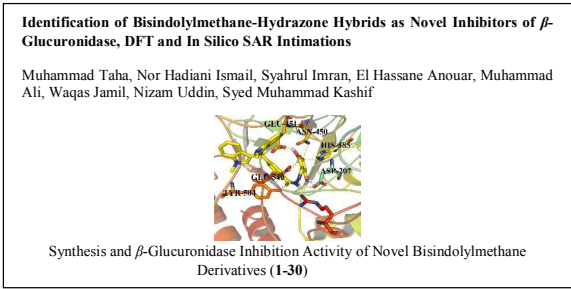 Identification of Bisindolylmethane-Hydrazone Hybrids as Novel Inhibitors of β-
Glucuronidase, DFT and In Silico SAR Intimations
Muhammad Taha, Nor Hadiani Ismail, Syahrul Imran, El Hassane Anouar, Muhammad
Ali, Waqas Jamil, Nizam Uddin, Syed Muhammad Kashif
GLU-451
ASN-450
HIS-385
ASP-207
GLU-540
TYR-504
Synthesis and β-Glucuronidase Inhibition Activity of Novel Bisindolylmethane
Derivatives (1-30)